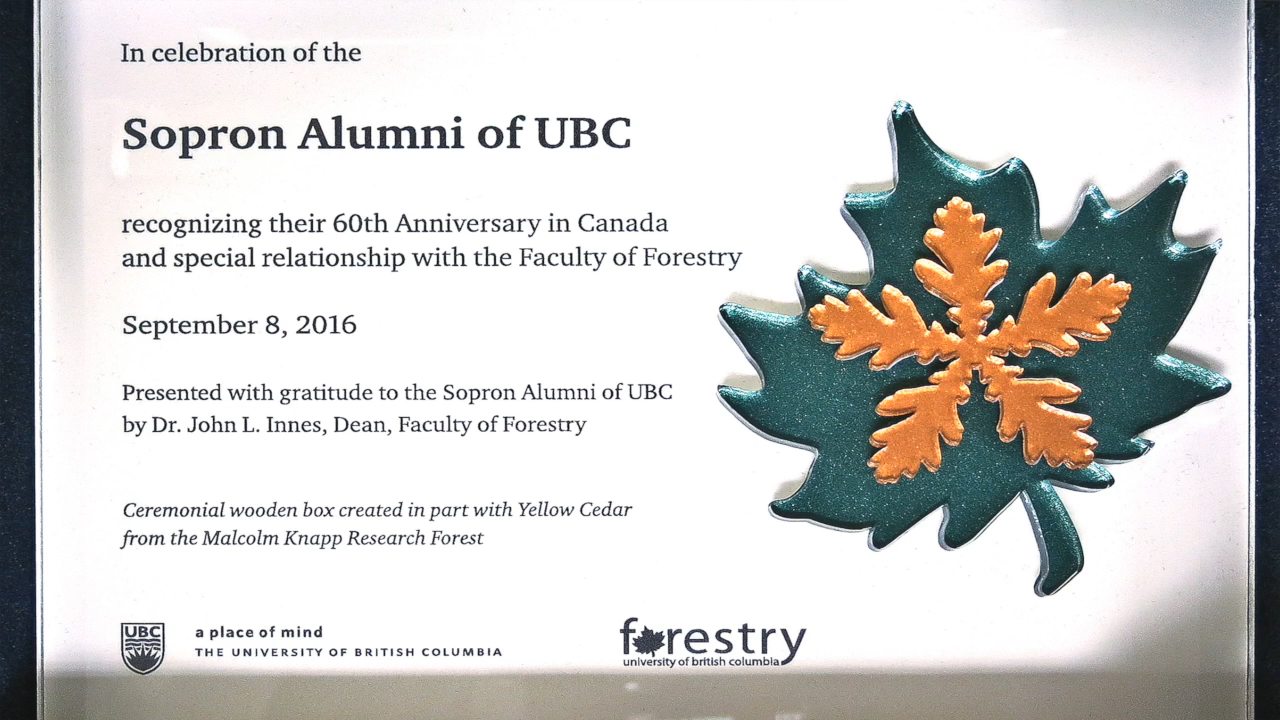 In celebration of the
Sopron Alumni of UBC
recognizing their 60th Anniversary in Canada
and special relationship with the Faculty of Forestry
September 8, 2016
Presented with gratitude to the Sopron Alumni of UBC
by Dr. John L. Innes, Dean, Faculty of Forestry
Ceremonial wooden box created in part with Yellow Cedar
from the Malcolm Knapp Research Forest
UBC
a place of mind
THE UNIVERSITY OF BRITISH COLUMBIA
forestry
university of british columbia